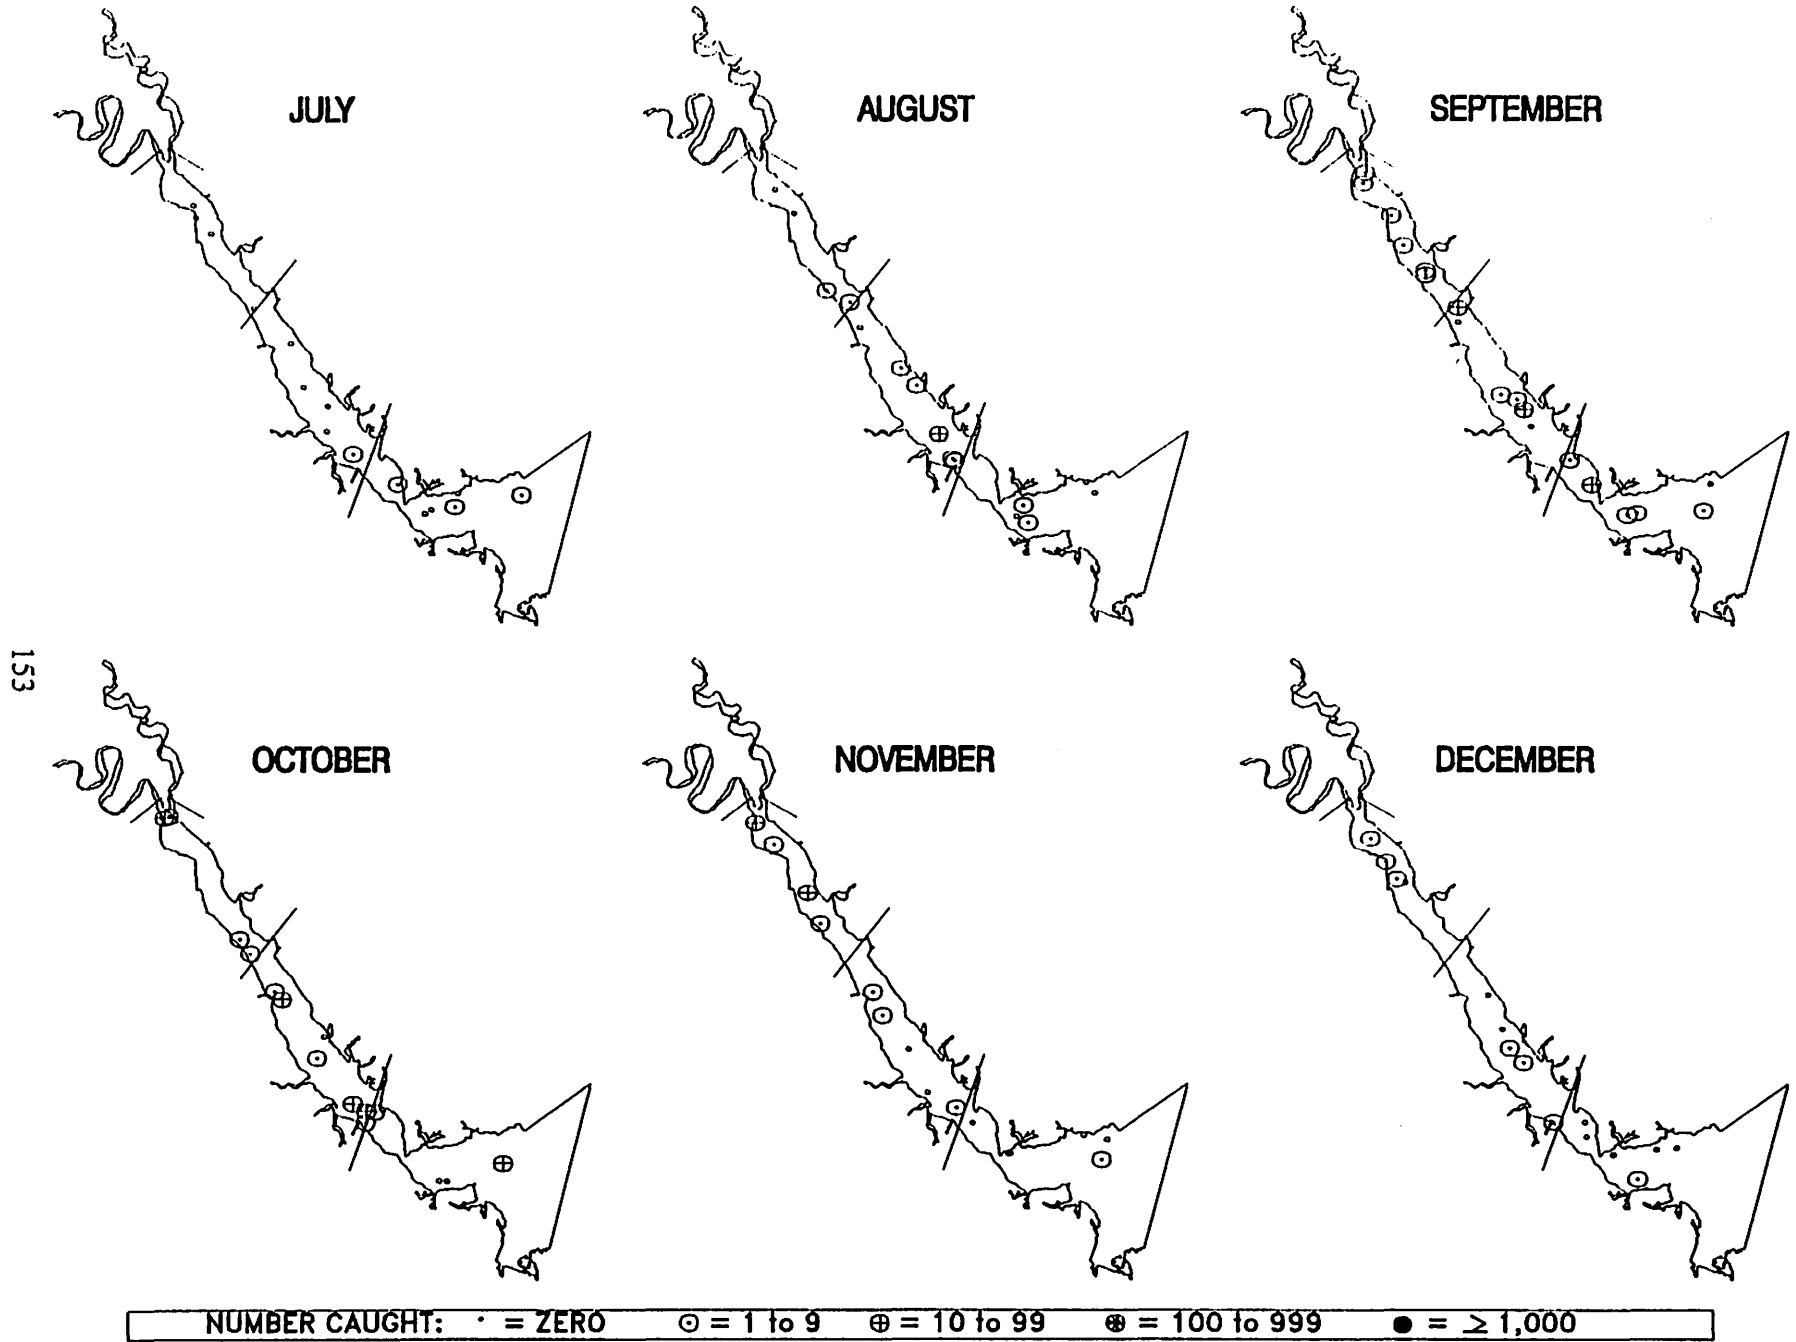 JULY
AUGUST
SEPTEMBER
153
OCTOBER
NOVEMBER
DECEMBER
NUMBER CAUGHT: · = ZERO ⊙ = 1 to 9 ⊕ = 10 to 99 ⊛ = 100 to 999 ● = ≥ 1,000